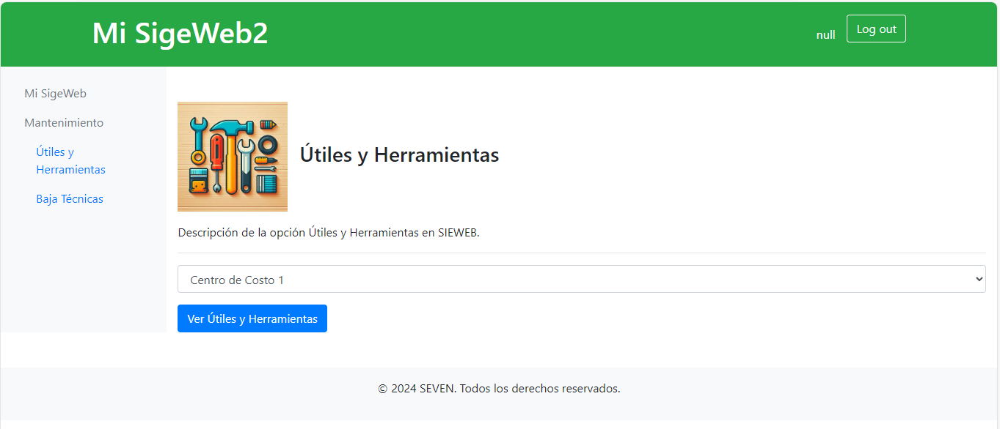 Mi SigeWeb2
null
Log out
Mi SigeWeb
Mantenimiento
Útiles y
Herramientas
Baja Técnicas
Útiles y Herramientas
Descripción de la opción Útiles y Herramientas en SIEWEB.
Centro de Costo 1
Ver Útiles y Herramientas
© 2024 SEVEN. Todos los derechos reservados.